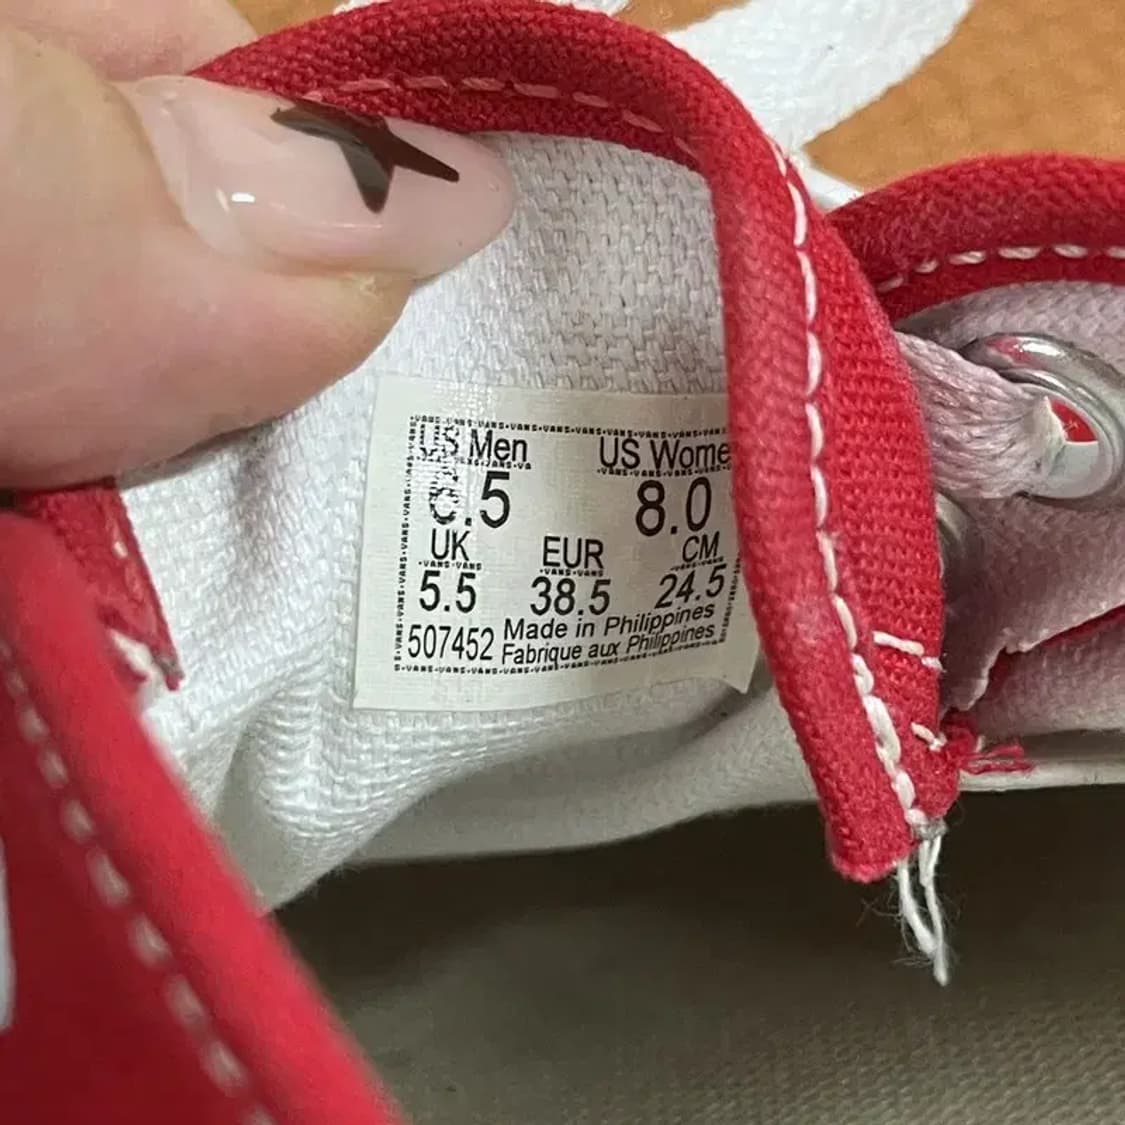 US Men US Wome
.5 8.0
UK EUR CM
5.5 38.5 24.5
507452 Made in Philippines
Fabrique aux Philippines